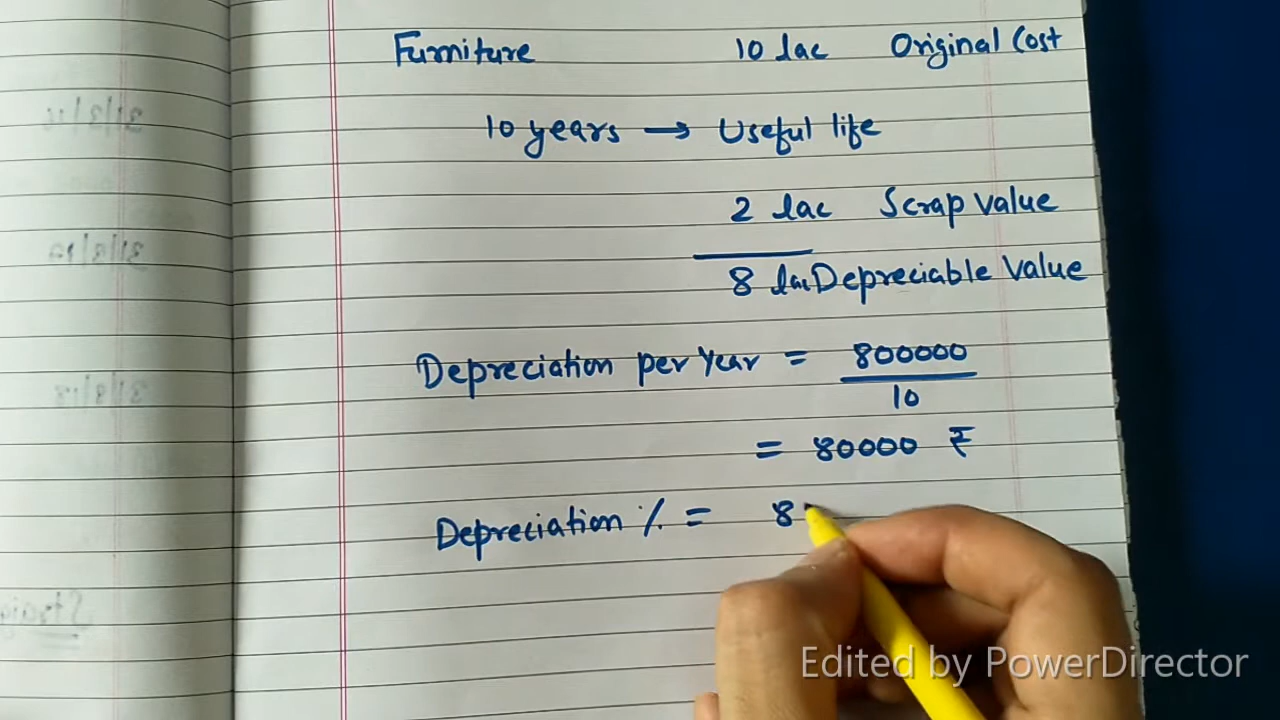 Furniture 10 lac Original Cost
10 years → Useful life
2 lac Scrap value
8 lac Depreciable Value
Depreciation per Year = 800000
10
= 80000 ₹
Depreciation % = 8
Edited by PowerDirector